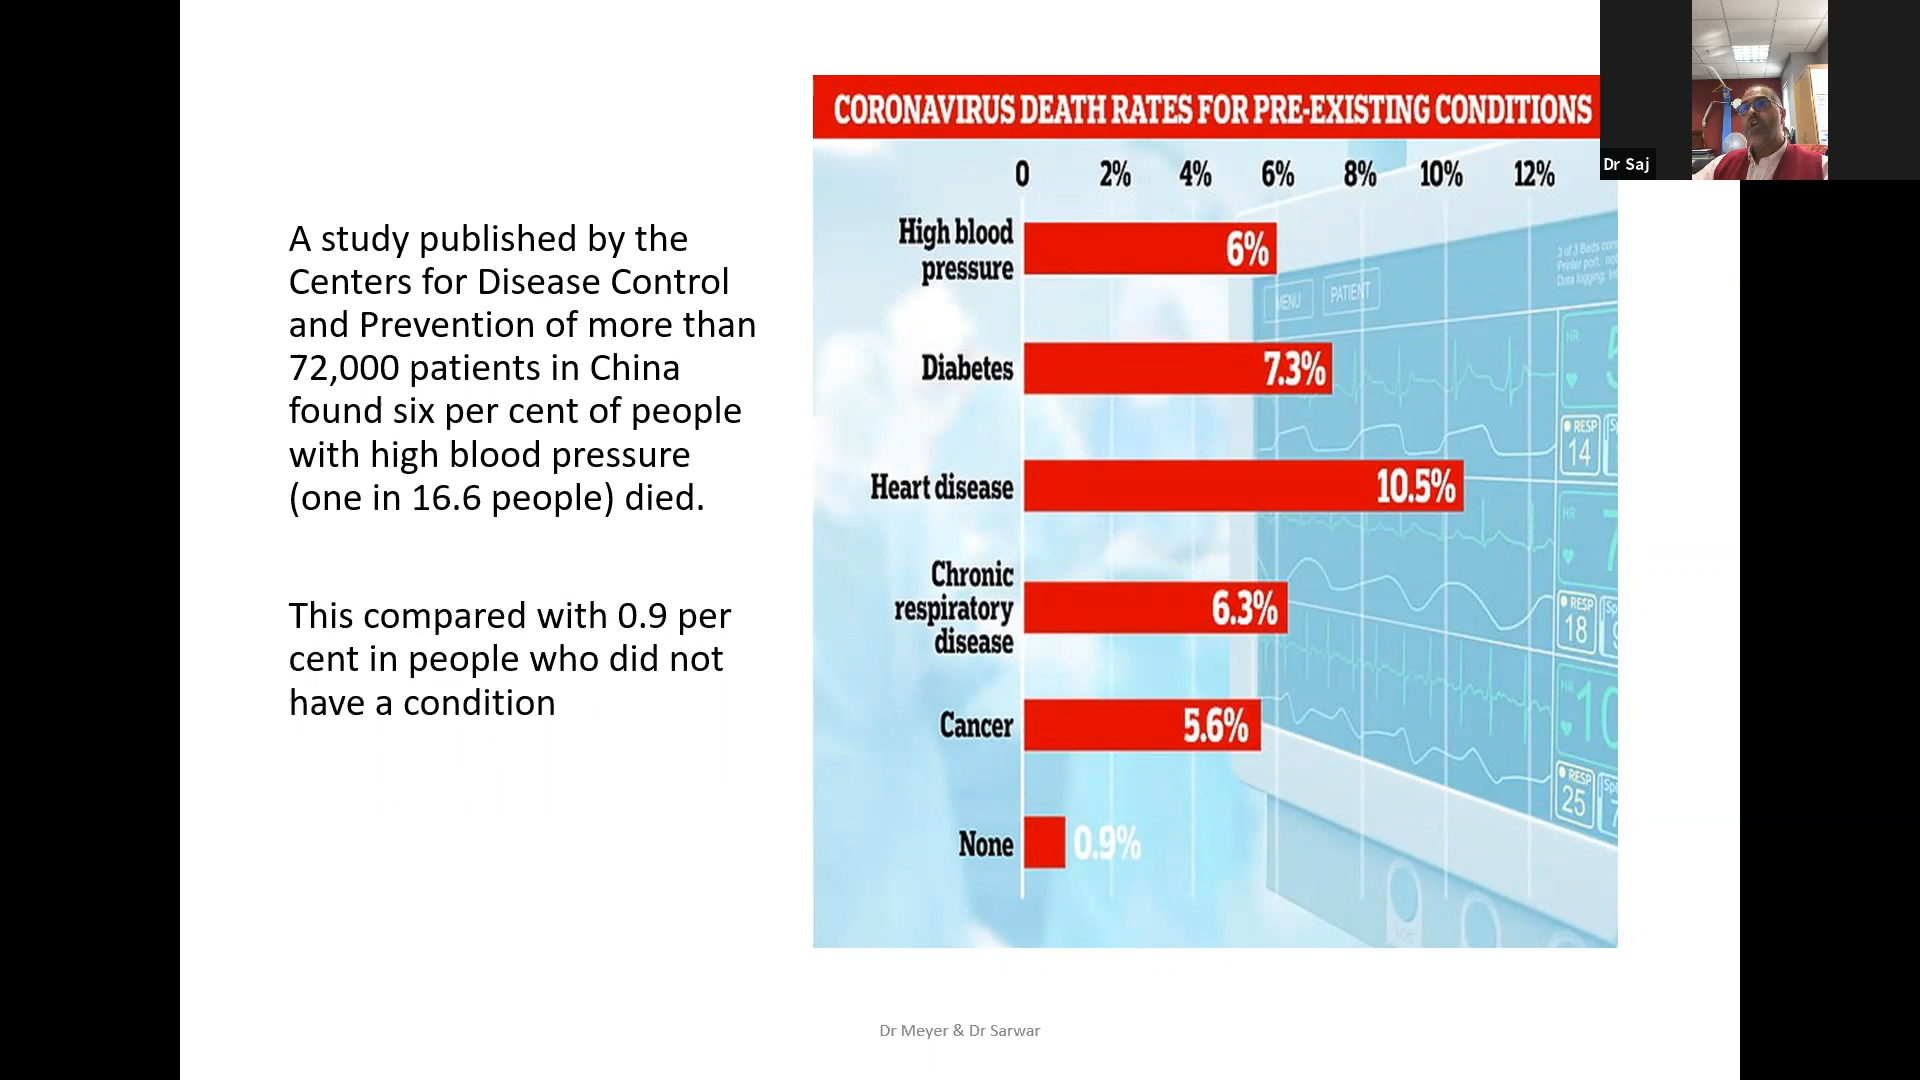 CORONAVIRUS DEATH RATES FOR PRE-EXISTING CONDITIONS
Dr Saj
0 2% 4% 6% 8% 10% 12%
A study published by the
Centers for Disease Control
and Prevention of more than
72,000 patients in China
found six per cent of people
with high blood pressure
(one in 16.6 people) died.
This compared with 0.9 per
cent in people who did not
have a condition
High blood
pressure
6%
Diabetes
7.3%
Heart disease
10.5%
Chronic
respiratory
disease
6.3%
Cancer
5.6%
None
0.9%
MENU
PATIENT
HR
RESP
14
HR
RESP
18
HR
10
RESP
25
Dr Meyer & Dr Sarwar